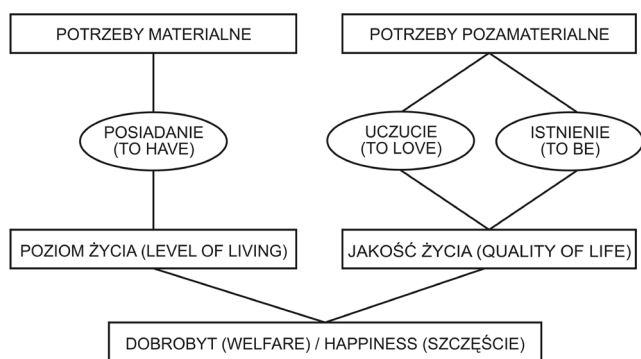 POTRZEBY MATERIALNE
POTRZEBY POZAMATERIALNE
POSIADANIE
(TO HAVE)
UCZUCIE
(TO LOVE)
ISTNIENIE
(TO BE)
POZIOM ŻYCIA (LEVEL OF LIVING)
JAKOŚĆ ŻYCIA (QUALITY OF LIFE)
DOBROBYT (WELFARE) / HAPPINESS (SZCZĘŚCIE)